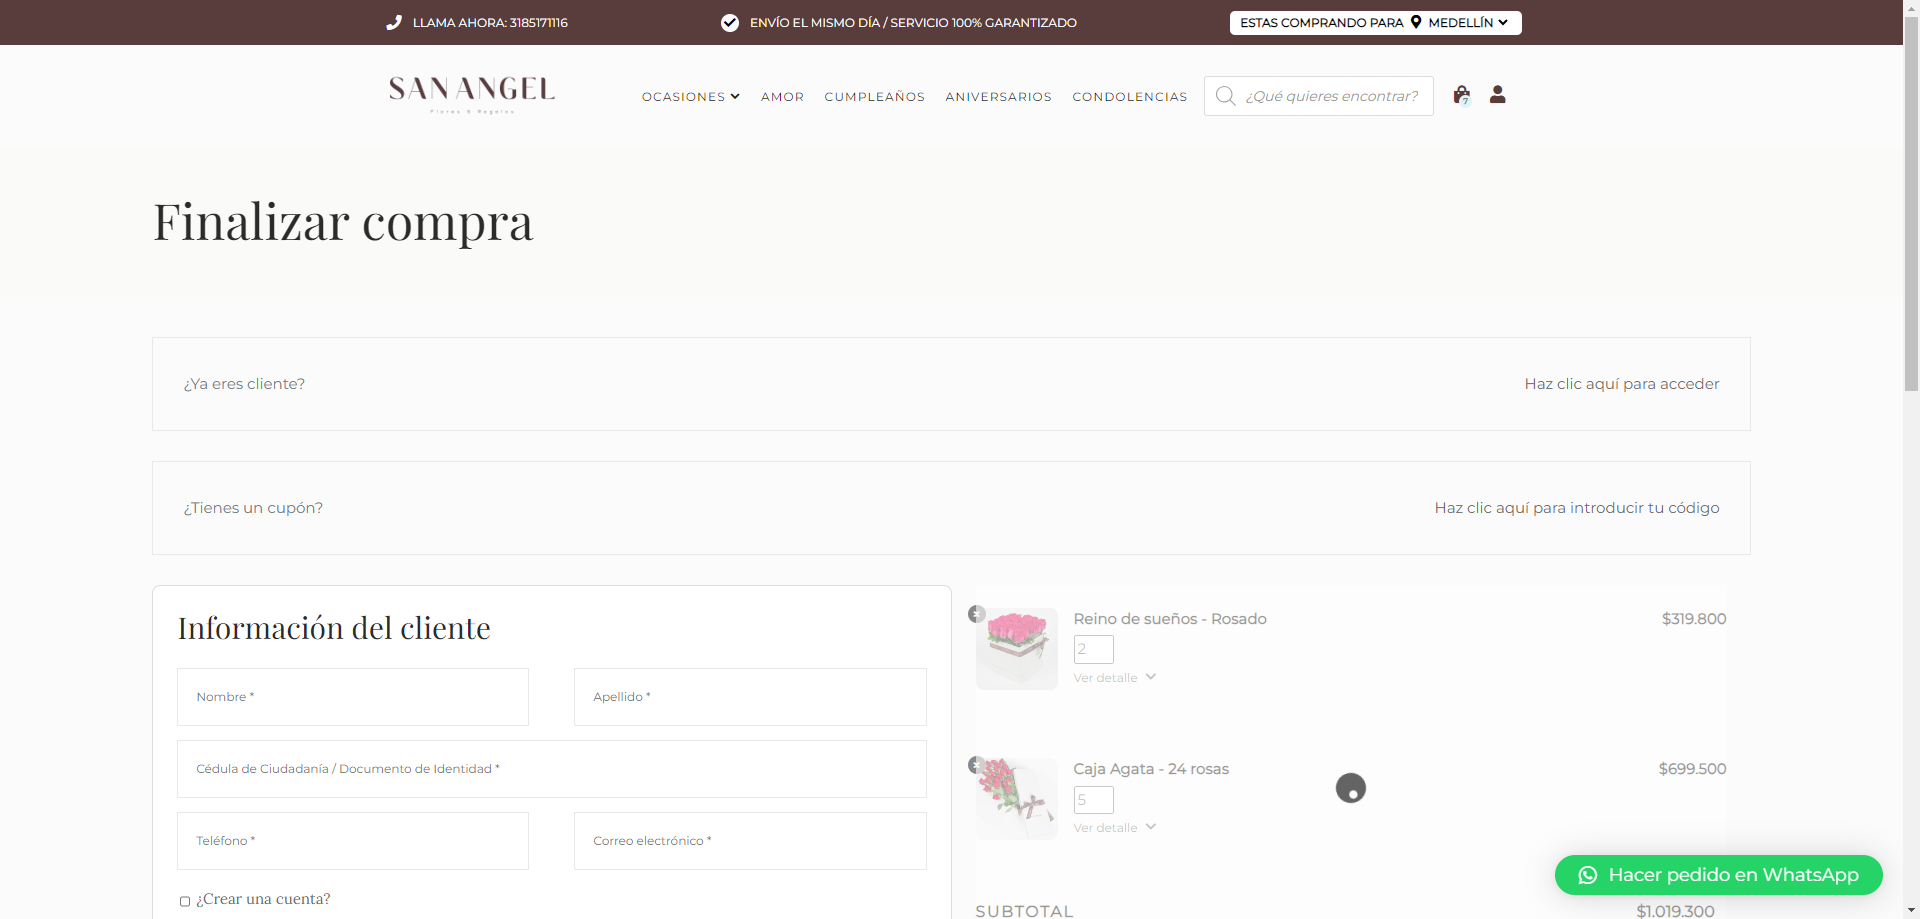 LLAMA AHORA: 3185171116
ENVÍO EL MISMO DÍA / SERVICIO 100% GARANTIZADO
ESTAS COMPRANDO PARA MEDELLÍN
SAN ANGEL
Flores & Regalos
OCASIONES
AMOR
CUMPLEAÑOS
ANIVERSARIOS
CONDOLENCIAS
¿Qué quieres encontrar?
7
Finalizar compra
¿Ya eres cliente?
Haz clic aquí para acceder
¿Tienes un cupón?
Haz clic aquí para introducir tu código
Información del cliente
Nombre *
Apellido *
Cédula de Ciudadanía / Documento de Identidad *
Teléfono *
Correo electrónico *
¿Crear una cuenta?
Reino de sueños - Rosado
$319.800
2
Ver detalle
Caja Agata - 24 rosas
$699.500
5
Ver detalle
SUBTOTAL
$1.019.300
Hacer pedido en WhatsApp